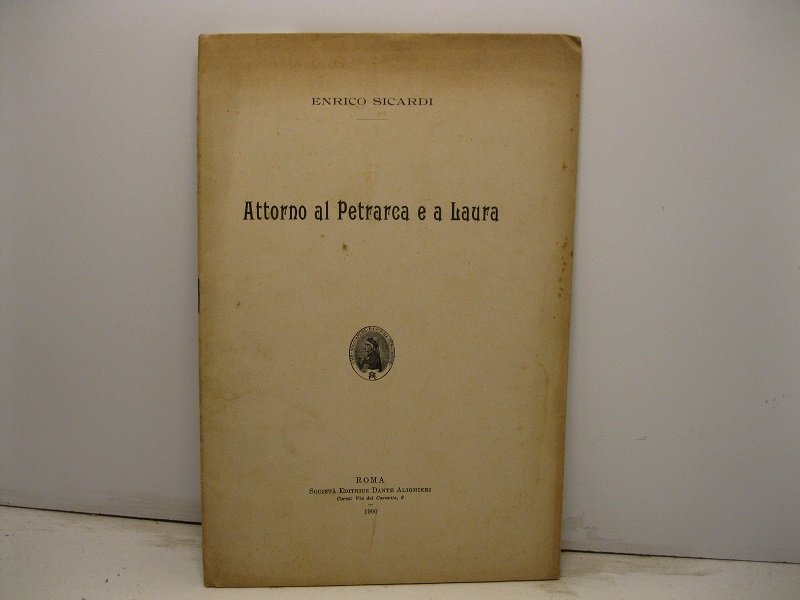 ENRICO SICARDI
Attorno al Petrarca e a Laura
ROMA
SOCIETÀ EDITRICE DANTE ALIGHIERI
1900